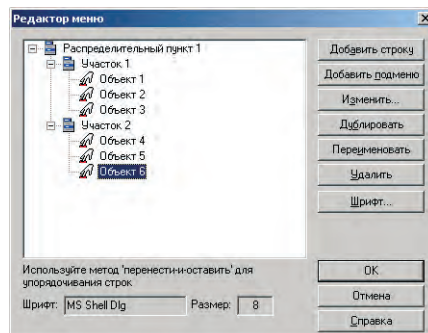 Редактор меню
Распределительный пункт 1
Участок 1
Объект 1
Объект 2
Объект 3
Участок 2
Объект 4
Объект 5
Объект 6
Добавить строку
Добавить подменю
Изменить...
Дублировать
Переименовать
Удалить
Шрифт...
Используйте метод 'перенести-и-оставить' для
упорядочивания строк
Шрифт: MS Shell Dlg Размер: 8
OK
Отмена
Справка